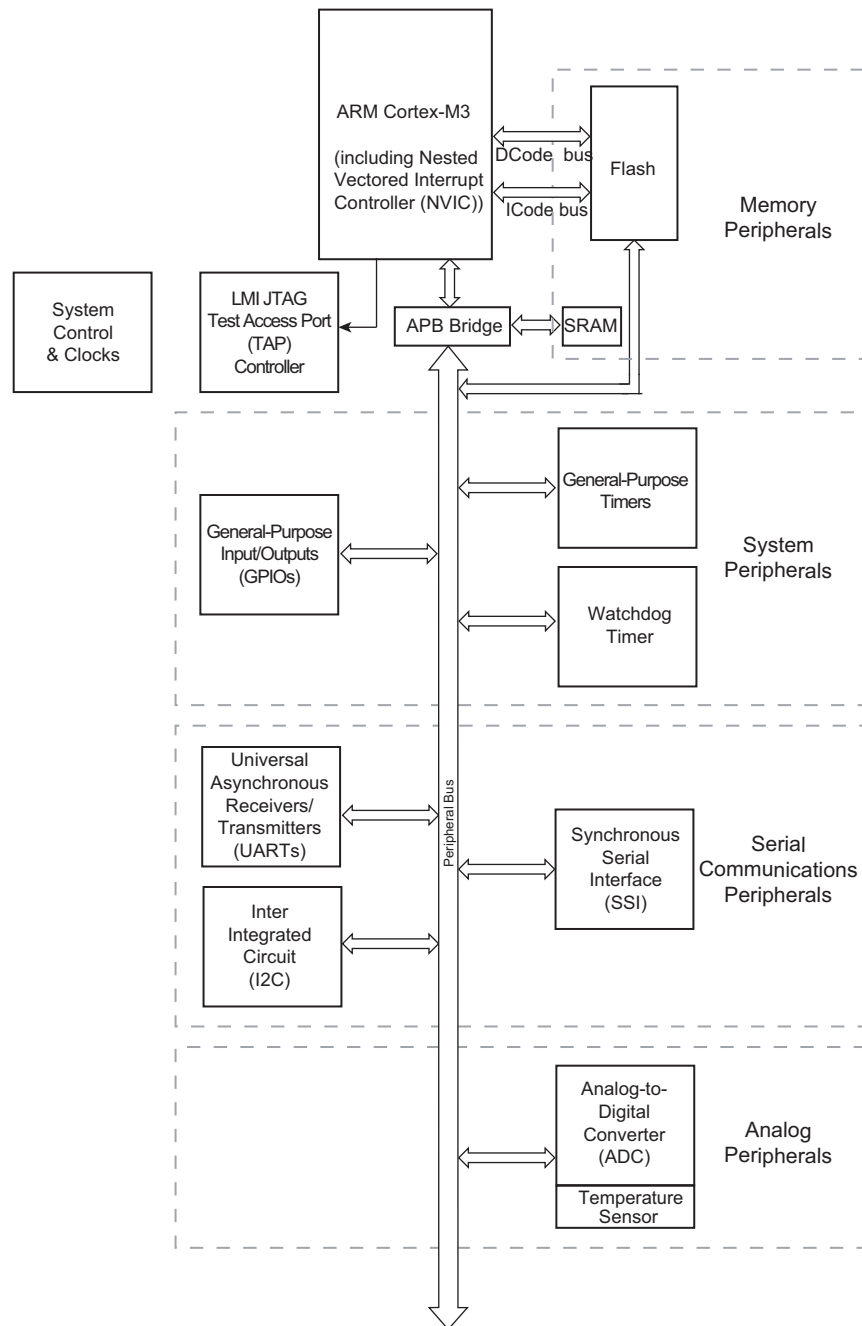 ARM Cortex-M3
(including Nested
Vectored Interrupt
Controller (NVIC))
DCode bus
ICode bus
Flash
Memory
Peripherals
System
Control
& Clocks
LMI JTAG
Test Access Port
(TAP)
Controller
APB Bridge
SRAM
General-Purpose
Timers
General-Purpose
Input/Outputs
(GPIOs)
System
Peripherals
Watchdog
Timer
Universal
Asynchronous
Receivers/
Transmitters
(UARTs)
Peripheral Bus
Synchronous
Serial
Interface
(SSI)
Serial
Communications
Peripherals
Inter
Integrated
Circuit
(I2C)
Analog-to-
Digital
Converter
(ADC)
Analog
Peripherals
Temperature
Sensor